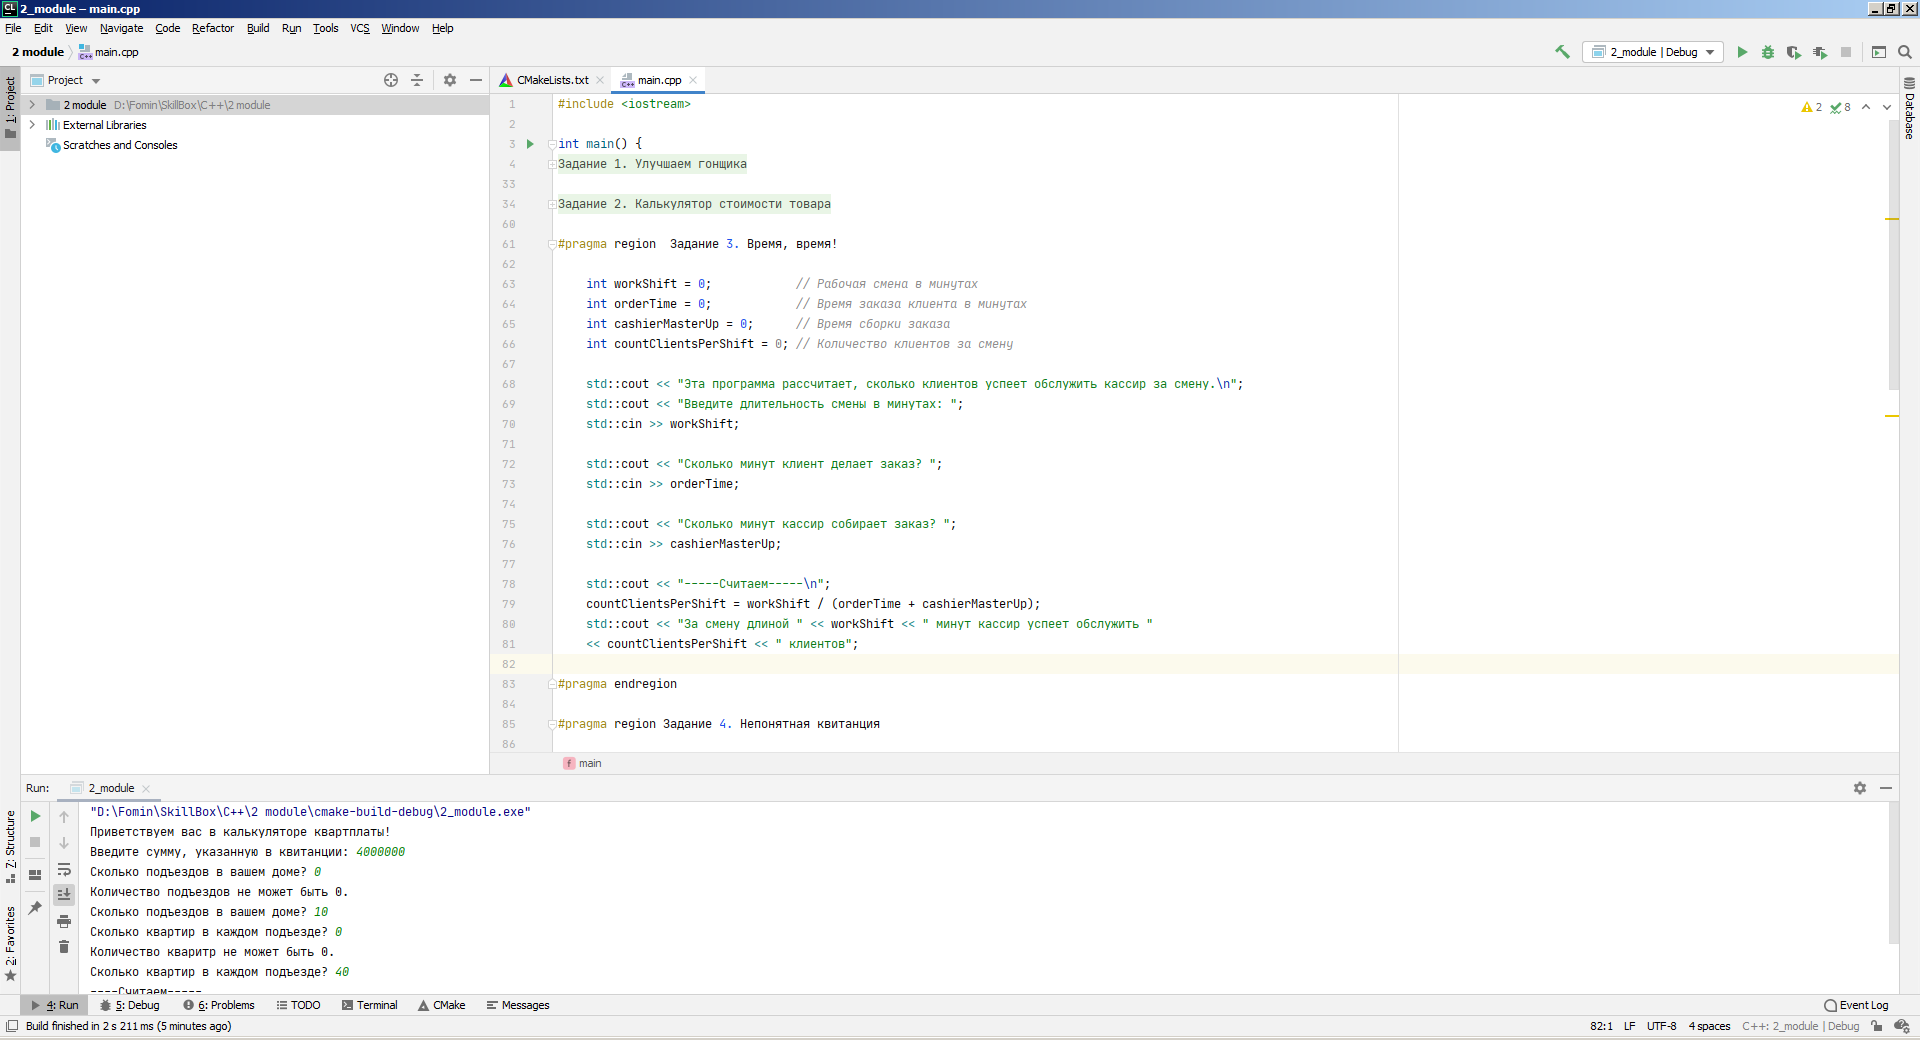 2_module – main.cpp
File Edit View Navigate Code Refactor Build Run Tools VCS Window Help
2 module main.cpp
2_module | Debug
1: Project
Project
2 module D:\Fomin\SkillBox\C++\2 module
External Libraries
Scratches and Consoles
CMakeLists.txt
main.cpp
2 8
Database
1 #include <iostream>
2
3 int main() {
4 Задание 1. Улучшаем гонщика
33
34 Задание 2. Калькулятор стоимости товара
60
61 #pragma region  Задание 3. Время, время!
62
63 int workShift = 0; // Рабочая смена в минутах
64 int orderTime = 0; // Время заказа клиента в минутах
65 int cashierMasterUp = 0; // Время сборки заказа
66 int countClientsPerShift = 0; // Количество клиентов за смену
67
68 std::cout << "Эта программа рассчитает, сколько клиентов успеет обслужить кассир за смену.\n";
69 std::cout << "Введите длительность смены в минутах: ";
70 std::cin >> workShift;
71
72 std::cout << "Сколько минут клиент делает заказ? ";
73 std::cin >> orderTime;
74
75 std::cout << "Сколько минут кассир собирает заказ? ";
76 std::cin >> cashierMasterUp;
77
78 std::cout << "-----Считаем-----\n";
79 countClientsPerShift = workShift / (orderTime + cashierMasterUp);
80 std::cout << "За смену длиной " << workShift << " минут кассир успеет обслужить "
81 << countClientsPerShift << " клиентов";
82
83 #pragma endregion
84
85 #pragma region Задание 4. Непонятная квитанция
86
f main
Run: 2_module
"D:\Fomin\SkillBox\C++\2 module\cmake-build-debug\2_module.exe"
Приветствуем вас в калькуляторе квартплаты!
Введите сумму, указанную в квитанции: 4000000
Сколько подъездов в вашем доме? 0
Количество подъездов не может быть 0.
Сколько подъездов в вашем доме? 10
Сколько квартир в каждом подъезде? 0
Количество кваритр не может быть 0.
Сколько квартир в каждом подъезде? 40
----Считаем-----
7: Structure
2: Favorites
4: Run 5: Debug 6: Problems TODO Terminal CMake Messages Event Log
Build finished in 2 s 211 ms (5 minutes ago)
82:1 LF UTF-8 4 spaces C++: 2_module | Debug